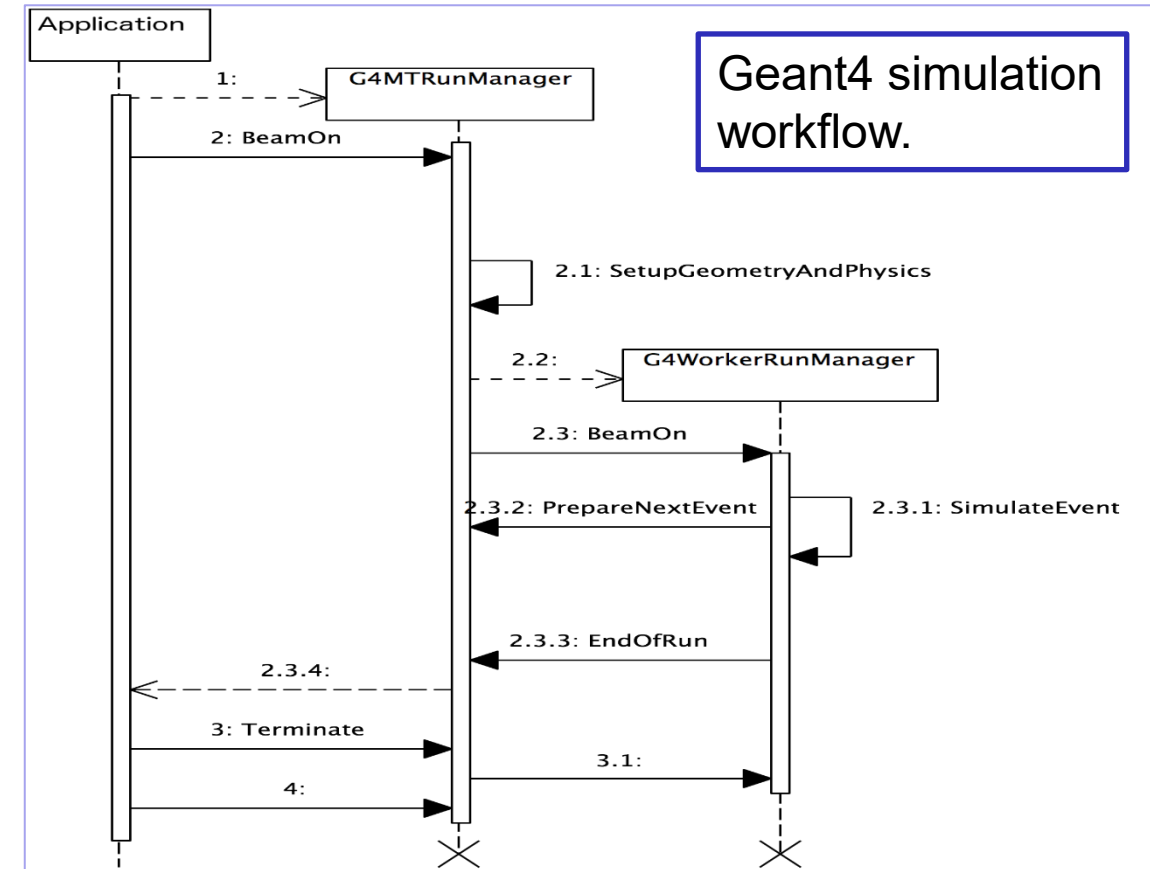 Application
Geant4 simulation
workflow.
1:
G4MTRunManager
2: BeamOn
2.1: SetupGeometryAndPhysics
2.2:
G4WorkerRunManager
2.3: BeamOn
2.3.2: PrepareNextEvent
2.3.1: SimulateEvent
2.3.3: EndOfRun
2.3.4:
3: Terminate
3.1:
4: